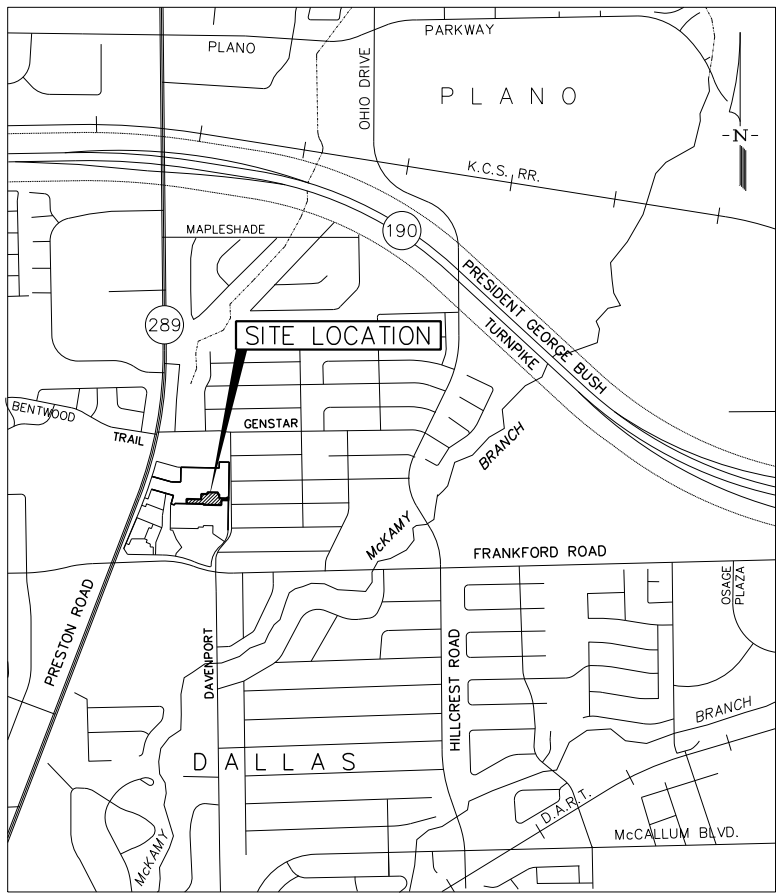 PARKWAY
PLANO
OHIO DRIVE
PLANO
-N-
K.C.S. RR.
MAPLESHADE
190
PRESIDENT GEORGE BUSH
TURNPIKE
289
SITE LOCATION
BENTWOOD
TRAIL
GENSTAR
BRANCH
McKAMY
FRANKFORD ROAD
OSAGE
PLAZA
PRESTON ROAD
DAVENPORT
HILLCREST ROAD
BRANCH
DALLAS
D.A.R.T.
McCALLUM BLVD.
McKAMY